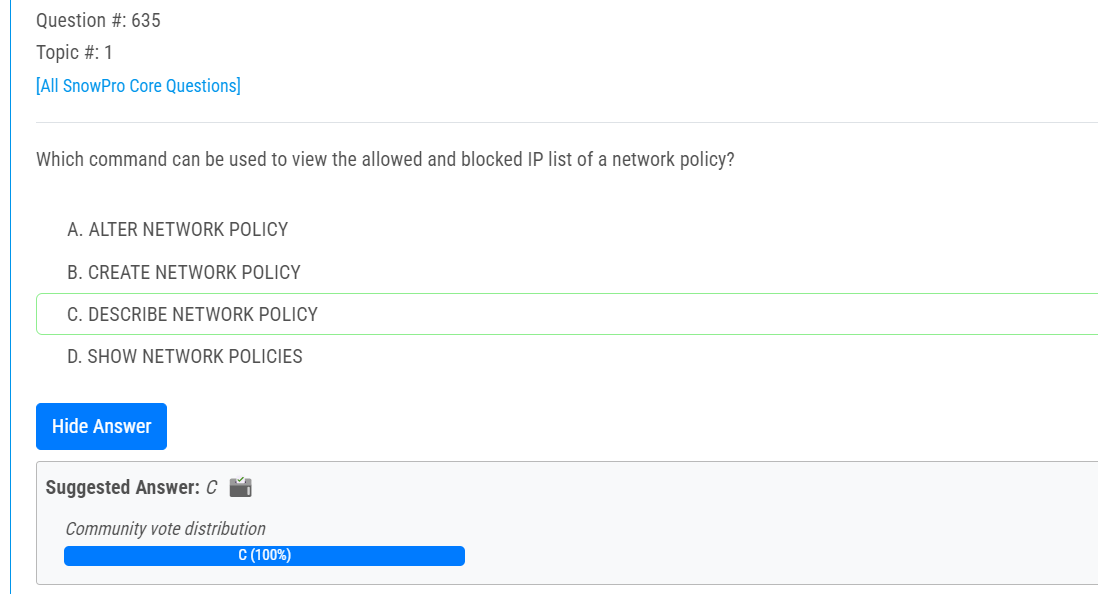 Question #: 635
Topic #: 1
[All SnowPro Core Questions]
Which command can be used to view the allowed and blocked IP list of a network policy?
A. ALTER NETWORK POLICY
B. CREATE NETWORK POLICY
C. DESCRIBE NETWORK POLICY
D. SHOW NETWORK POLICIES
Hide Answer
Suggested Answer: C
Community vote distribution
C (100%)